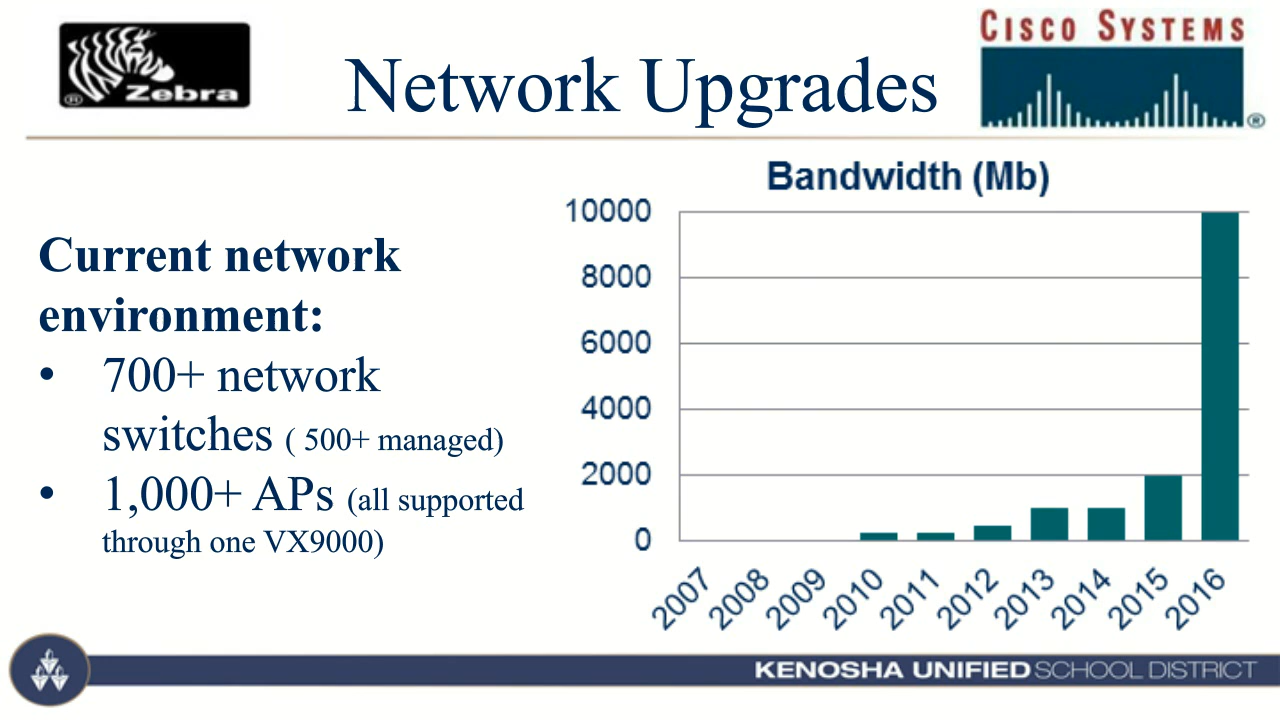 Zebra
®
Network Upgrades
CISCO SYSTEMS
®
Current network
environment:
• 700+ network
switches ( 500+ managed)
• 1,000+ APs (all supported
through one VX9000)
Bandwidth (Mb)
10000
8000
6000
4000
2000
0
2007
2008
2009
2010
2011
2012
2013
2014
2015
2016
KENOSHA UNIFIED SCHOOL DISTRICT